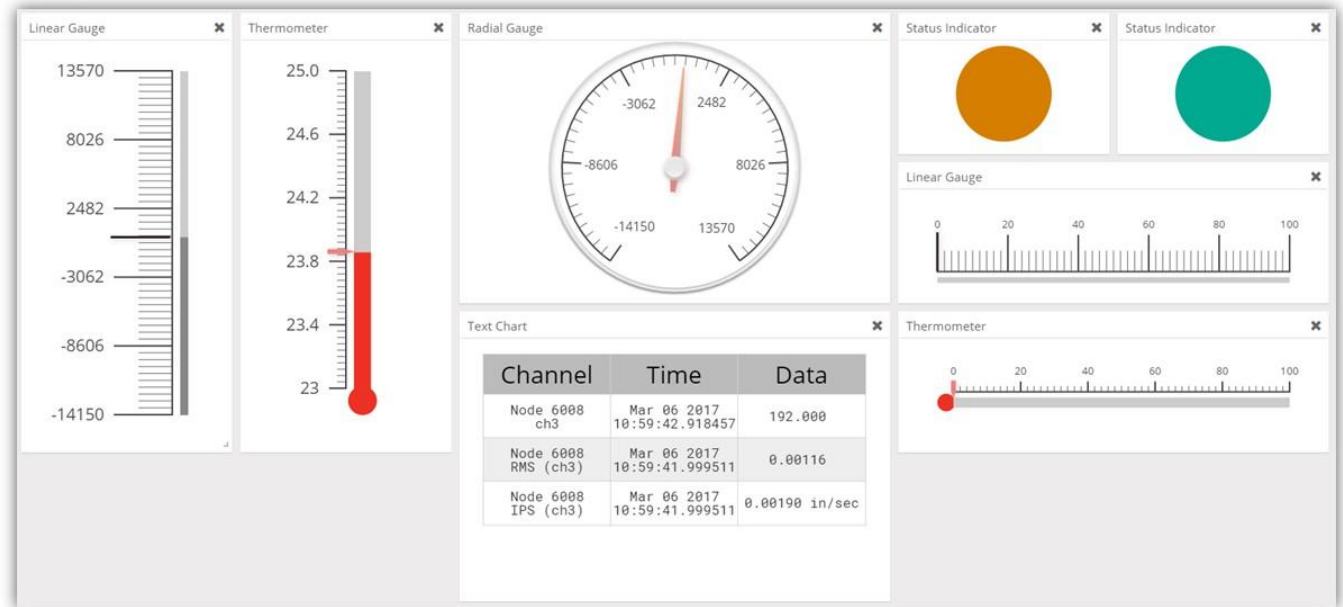 Linear Gauge
13570
8026
2482
-3062
-8606
-14150
Thermometer
25.0
24.6
24.2
23.8
23.4
23
Radial Gauge
-3062 2482
-8606 8026
-14150 13570
Status Indicator
Status Indicator
Linear Gauge
0 20 40 60 80 100
Text Chart
Channel Time Data
Node 6008 Mar 06 2017
ch3 10:59:42.918457 192.000
Node 6008 Mar 06 2017
RMS (ch3) 10:59:41.999511 0.00116
Node 6008 Mar 06 2017
IPS (ch3) 10:59:41.999511 0.00190 in/sec
Thermometer
0 20 40 60 80 100